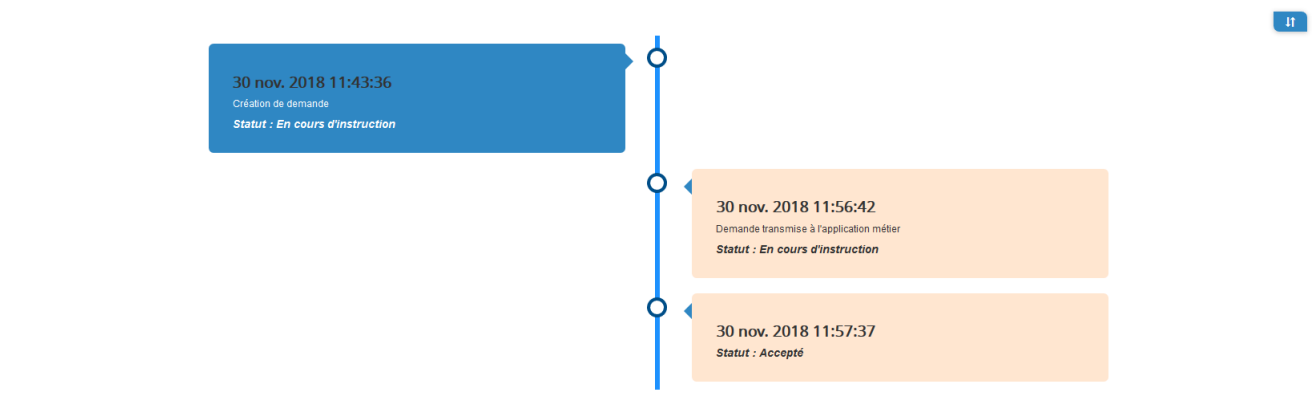 30 nov. 2018 11:43:36
Création de demande
Statut : En cours d'instruction
30 nov. 2018 11:56:42
Demande transmise à l'application métier
Statut : En cours d'instruction
30 nov. 2018 11:57:37
Statut : Accepté